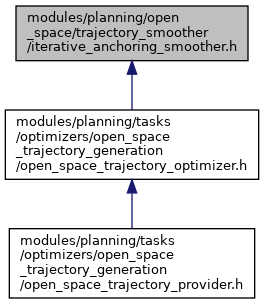 modules/planning/open
_space/trajectory_smoother
/iterative_anchoring_smoother.h
modules/planning/tasks
/optimizers/open_space
_trajectory_generation
/open_space_trajectory_optimizer.h
modules/planning/tasks
/optimizers/open_space
_trajectory_generation
/open_space_trajectory_provider.h